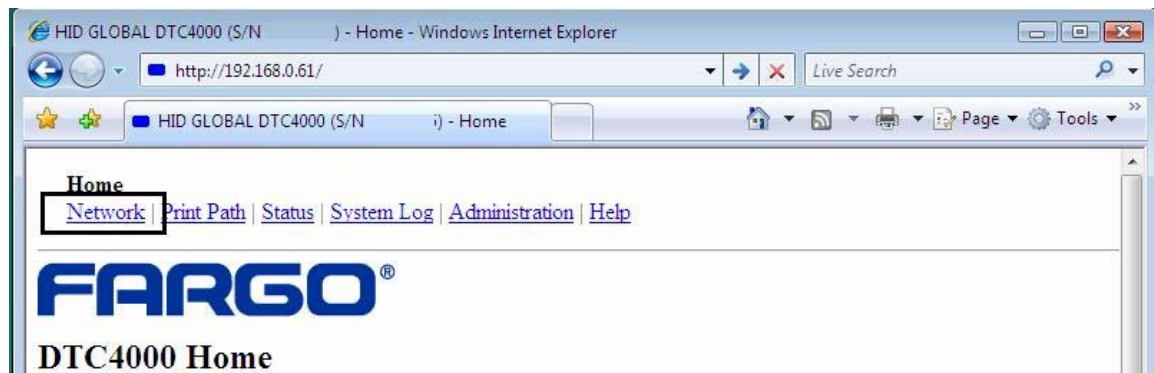 HID GLOBAL DTC4000 (S/N ) - Home - Windows Internet Explorer
http://192.168.0.61/
Live Search
HID GLOBAL DTC4000 (S/N ) - Home
Page
Tools
Home
Network | Print Path | Status | System Log | Administration | Help
FARGO®
DTC4000 Home